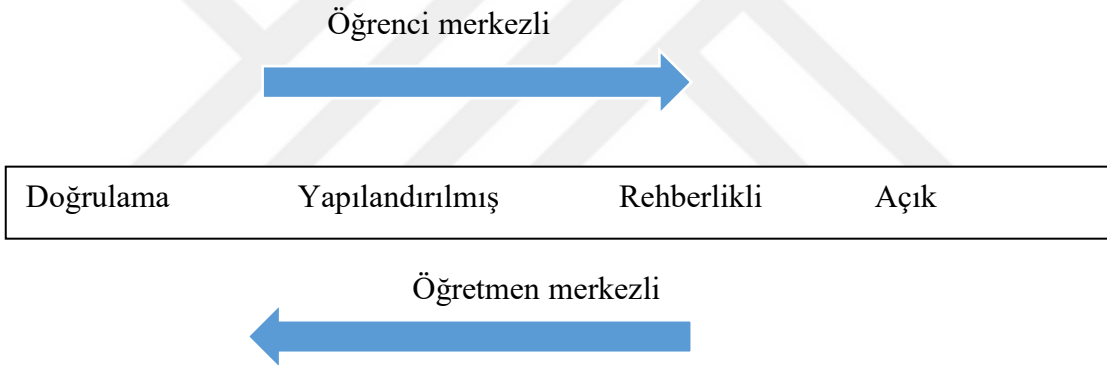 Öğrenci merkezli
Doğrulama Yapılandırılmış Rehberlikli Açık
Öğretmen merkezli